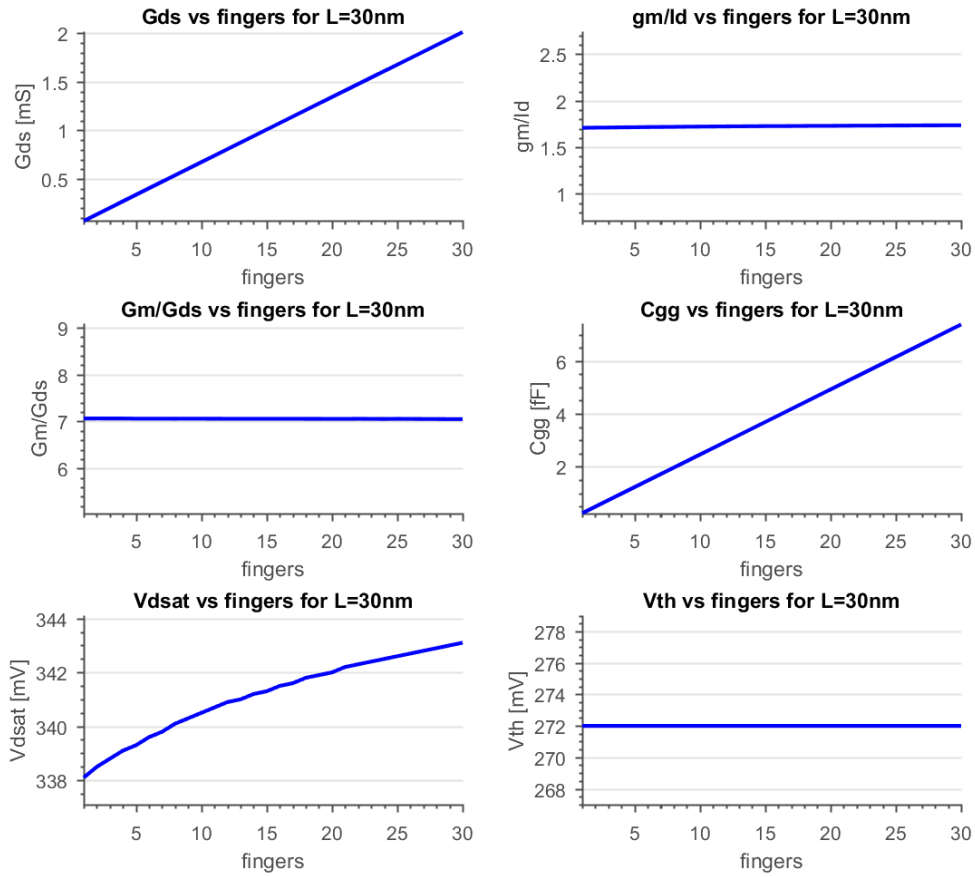 Gds vs fingers for L=30nm
Gds [mS]
2
1.5
1
0.5
5 10 15 20 25 30
fingers
gm/Id vs fingers for L=30nm
gm/Id
2.5
2
1.5
1
5 10 15 20 25 30
fingers
Gm/Gds vs fingers for L=30nm
Gm/Gds
9
8
7
6
5 10 15 20 25 30
fingers
Cgg vs fingers for L=30nm
Cgg [fF]
6
4
2
5 10 15 20 25 30
fingers
Vdsat vs fingers for L=30nm
Vdsat [mV]
344
342
340
338
5 10 15 20 25 30
fingers
Vth vs fingers for L=30nm
Vth [mV]
278
276
274
272
270
268
5 10 15 20 25 30
fingers